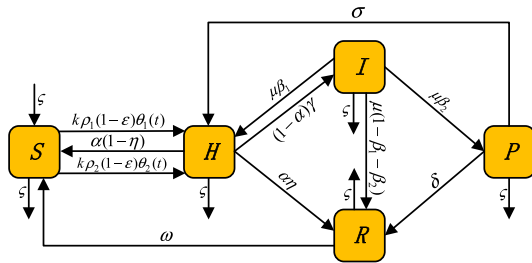 σ
I
ς
ς
μβ₁
(1-α)γ
μ(1-β₁-β₂)
μβ₂
kρ₁(1-ε)θ₁(t)
S
α(1-η)
H
P
kρ₂(1-ε)θ₂(t)
ς
ς
ς
ς
αη
δ
R
ω